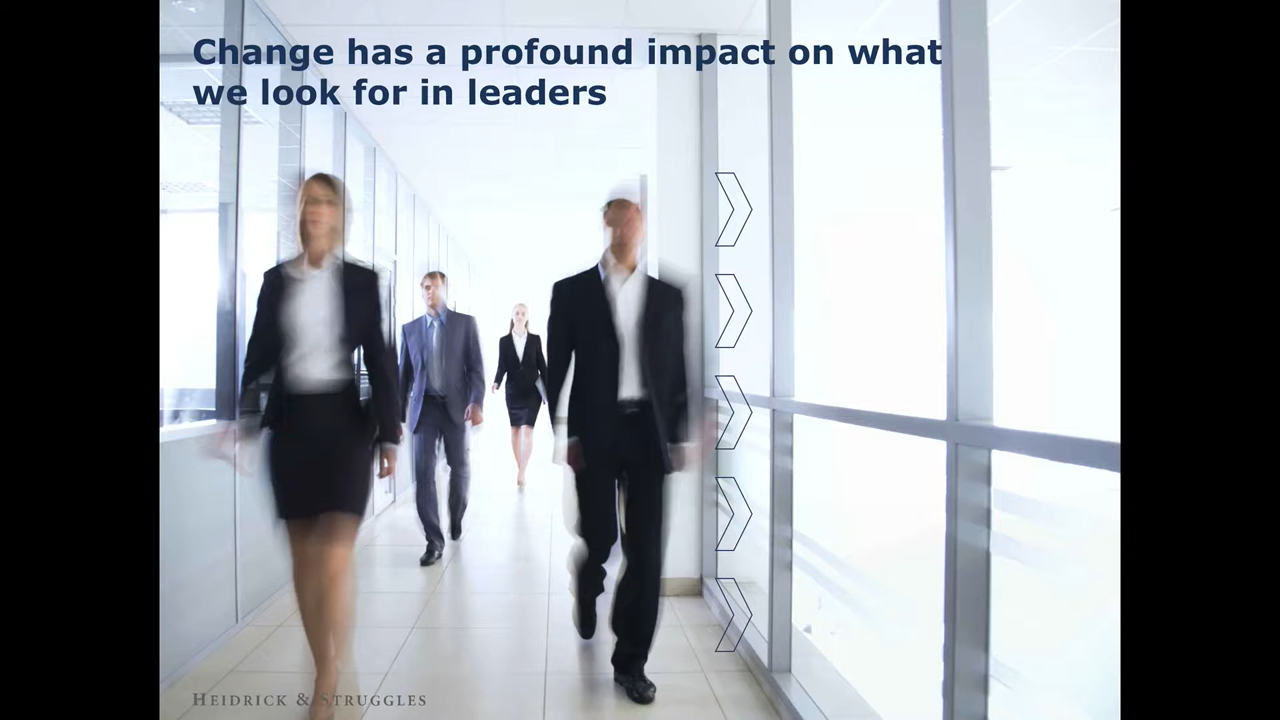 Change has a profound impact on what
we look for in leaders
HEIDRICK & STRUGGLES